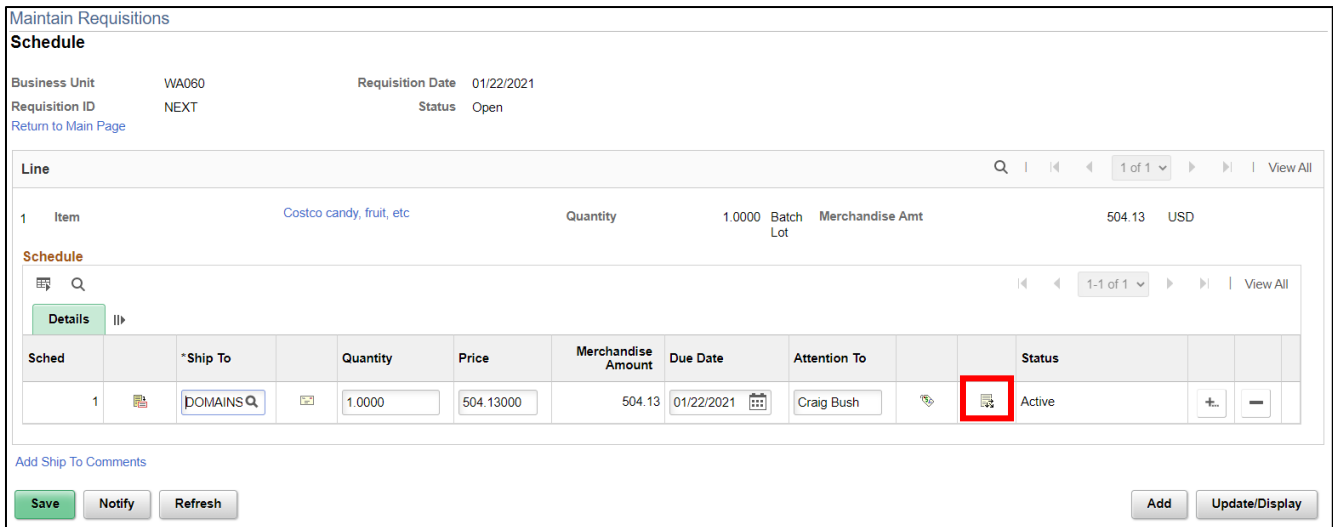 Maintain Requisitions
Schedule
Business Unit WA060 Requisition Date 01/22/2021
Requisition ID NEXT Status Open
Return to Main Page
Line 1 of 1 View All
1 Item Costco candy, fruit, etc Quantity 1.0000 Batch Lot Merchandise Amt 504.13 USD
Schedule
1-1 of 1 View All
Details
Sched *Ship To Quantity Price Merchandise Amount Due Date Attention To Status
1 DOMAINS 1.0000 504.13000 504.13 01/22/2021 Craig Bush Active
Add Ship To Comments
Save Notify Refresh Add Update/Display